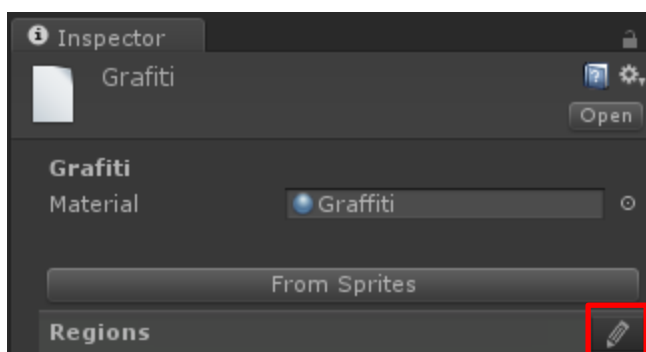 Inspector
Grafiti
Open
Grafiti
Material Graffiti
From Sprites
Regions